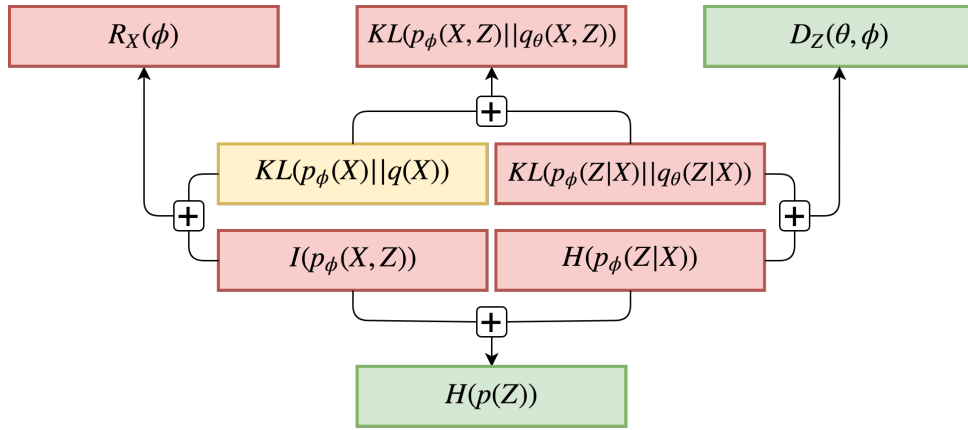 R_X(ϕ)
KL(p_ϕ(X, Z)||q_θ(X, Z))
D_Z(θ, ϕ)
+
KL(p_ϕ(X)||q(X))
KL(p_ϕ(Z|X)||q_θ(Z|X))
+
+
I(p_ϕ(X, Z))
H(p_ϕ(Z|X))
+
H(p(Z))